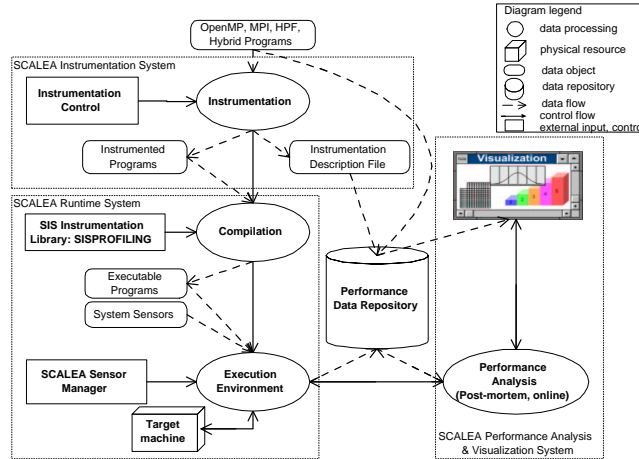 OpenMP, MPI, HPF,
Hybrid Programs
Diagram legend
data processing
physical resource
data object
data repository
data flow
control flow
external input, control
SCALEA Instrumentation System
Instrumentation
Control
Instrumentation
Instrumented
Programs
Instrumentation
Description File
Visualization
SCALEA Runtime System
SIS Instrumentation
Library: SISPROFILING
Compilation
Executable
Programs
System Sensors
Performance
Data Repository
SCALEA Sensor
Manager
Execution
Environment
Performance
Analysis
(Post-mortem, online)
Target
machine
SCALEA Performance Analysis
& Visualization System